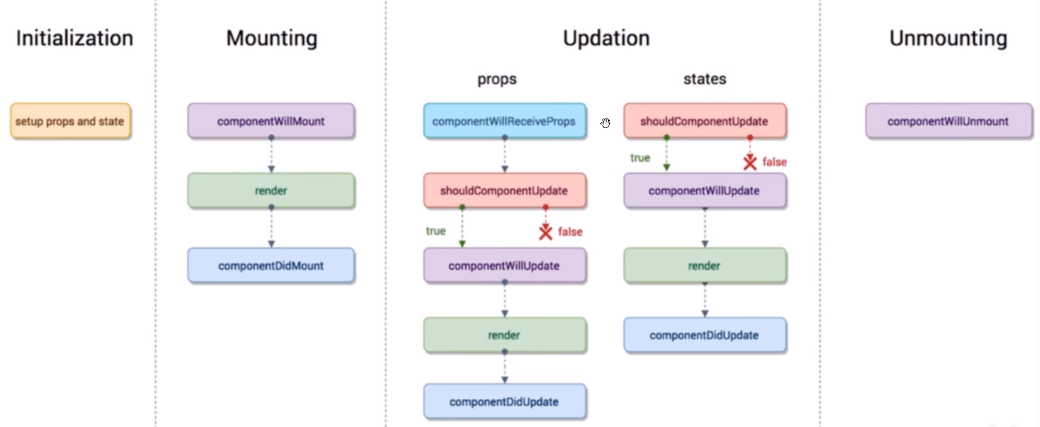 Initialization
Mounting
Updation
Unmounting
props
states
setup props and state
componentWillMount
componentWillReceiveProps
shouldComponentUpdate
componentWillUnmount
true
false
render
shouldComponentUpdate
componentWillUpdate
true
false
componentDidMount
componentWillUpdate
render
render
componentDidUpdate
componentDidUpdate